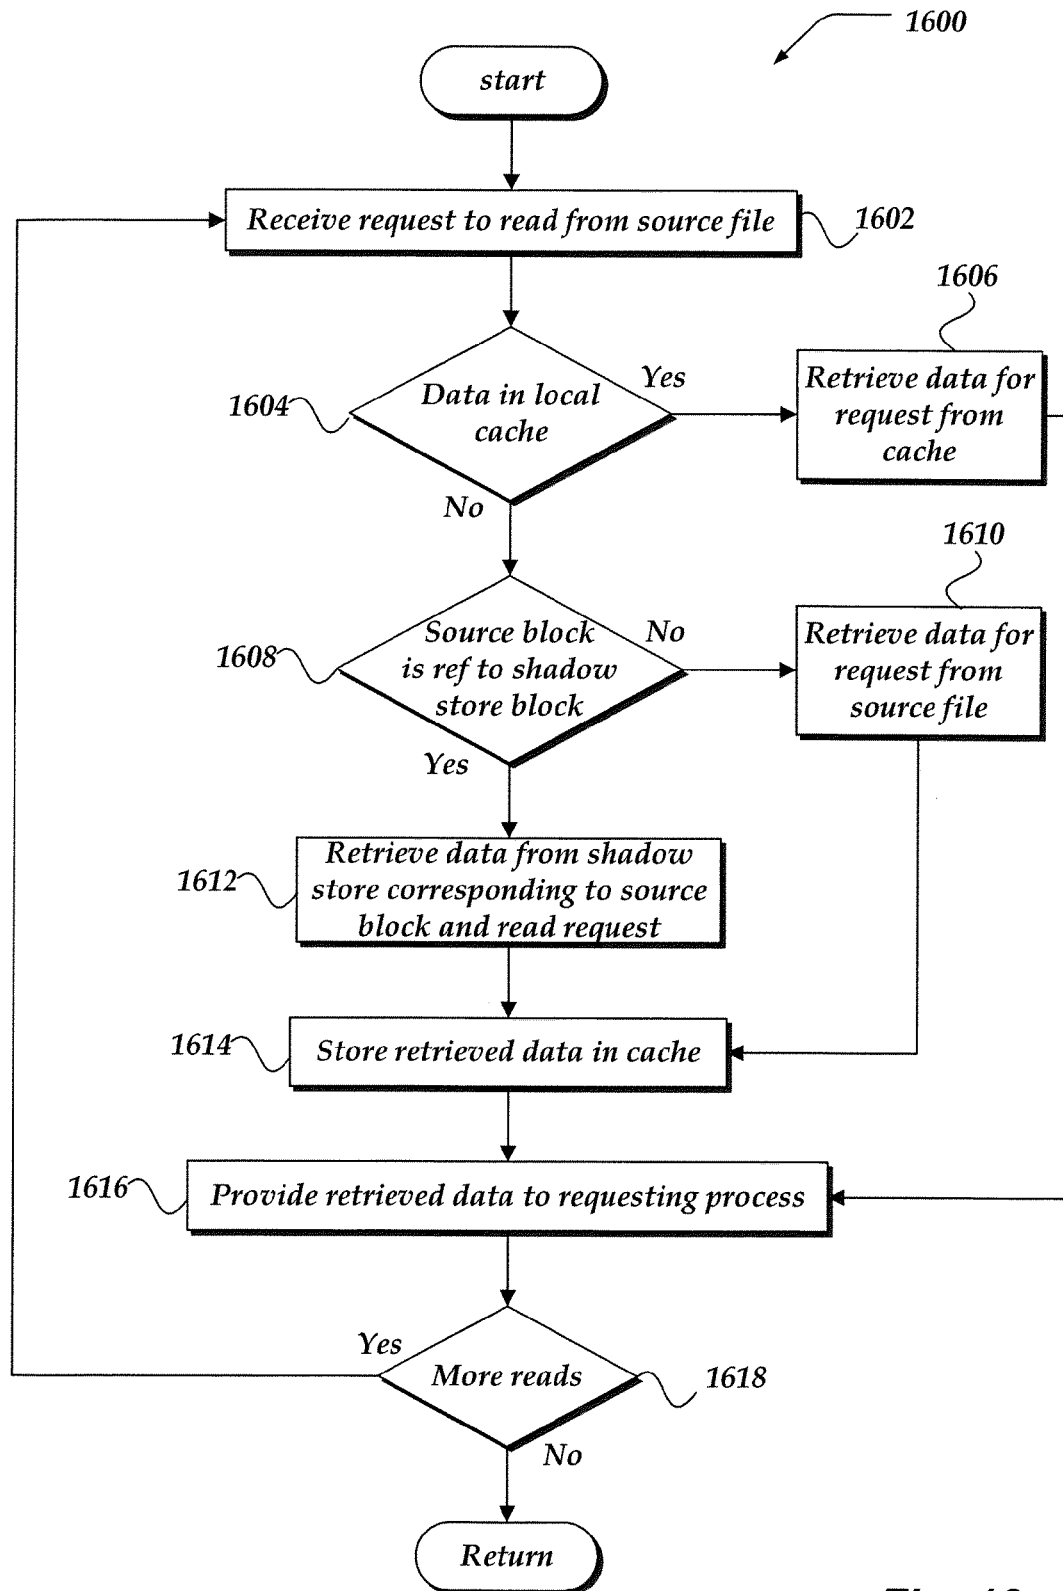 1600
start
Receive request to read from source file
1602
1606
Yes
Retrieve data for
request from
cache
1604
Data in local
cache
No
1610
1608
Source block
is ref to shadow
store block
No
Retrieve data for
request from
source file
Yes
1612
Retrieve data from shadow
store corresponding to source
block and read request
1614
Store retrieved data in cache
1616
Provide retrieved data to requesting process
Yes
More reads
1618
No
Return